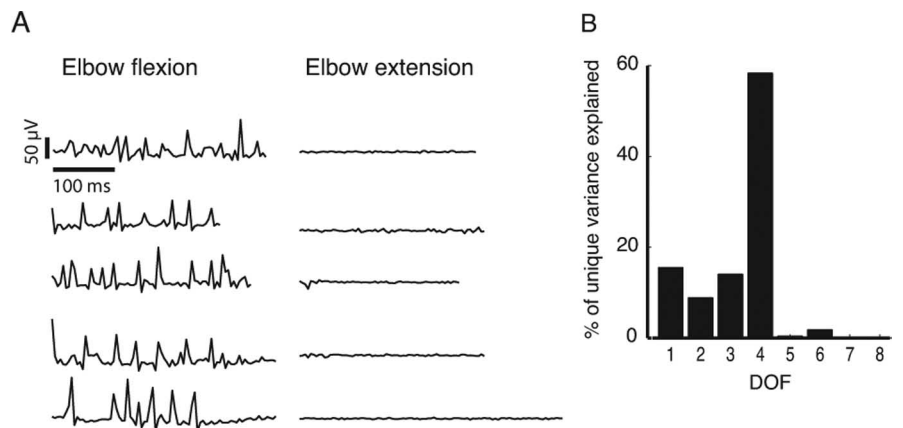 A
Elbow flexion
Elbow extension
50 µV
100 ms
B
% of unique variance explained
60
40
20
0
1 2 3 4 5 6 7 8
DOF